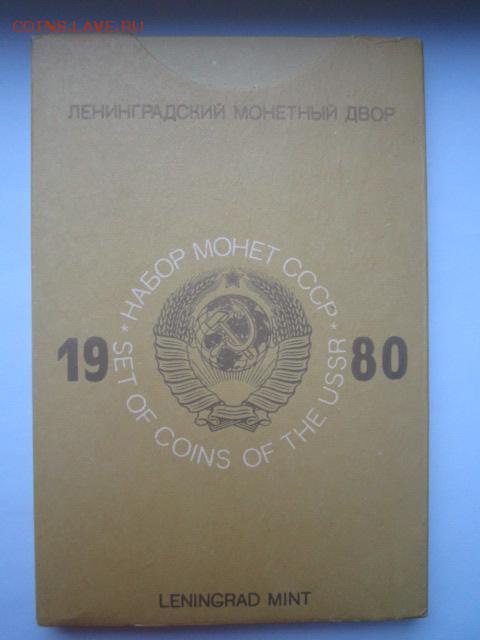 COINS.LAVE.RU
ЛЕНИНГРАДСКИЙ МОНЕТНЫЙ ДВОР
* НАБОР МОНЕТ СССР *
19 80
SET OF COINS OF THE USSR
LENINGRAD MINT